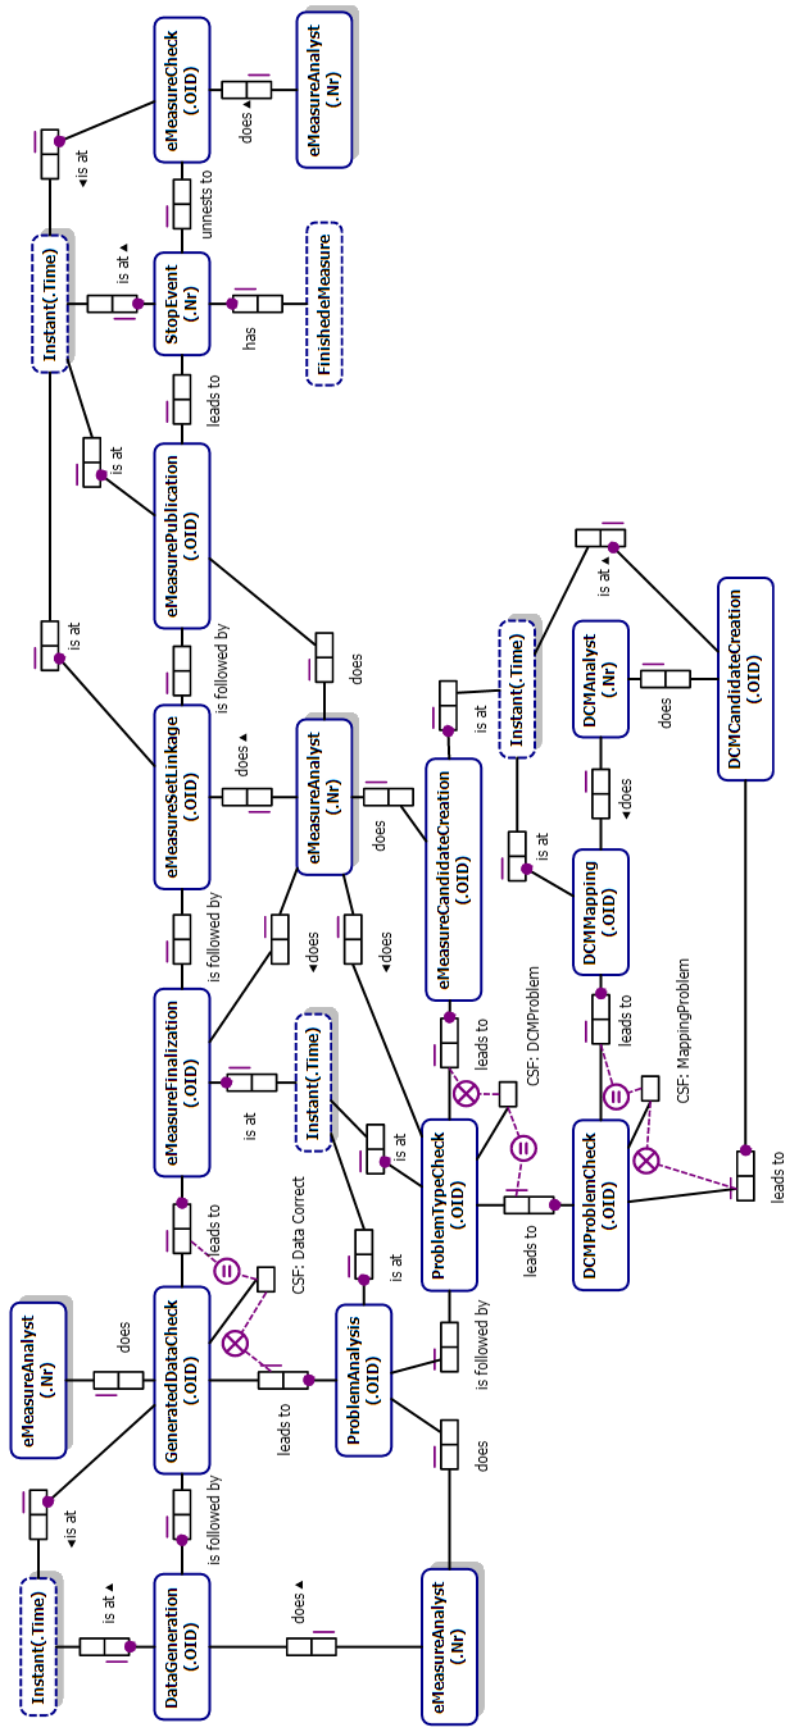 eMeasureAnalyst
(.Nr)
Instant(.Time)
Instant(.Time)
◄is at
is at
◄is at
is at ▲
does
is at
is at ▲
DataGeneration
(.OID)
GeneratedDataCheck
(.OID)
eMeasureFinalization
(.OID)
eMeasureSetLinkage
(.OID)
eMeasurePublication
(.OID)
StopEvent
(.Nr)
eMeasureCheck
(.OID)
is followed by
leads to
is followed by
is followed by
leads to
unnests to
does ▲
leads to
CSF: Data Correct
is at
does ▲
has
does ▲
Instant(.Time)
eMeasureAnalyst
(.Nr)
FinishedeMeasure
eMeasureAnalyst
(.Nr)
◄does
does
ProblemAnalysis
(.OID)
is at
is at
◄does
does
eMeasureAnalyst
(.Nr)
ProblemTypeCheck
(.OID)
eMeasureCandidateCreation
(.OID)
does
is followed by
leads to
is at
leads to
CSF: DCMProblem
is at
Instant(.Time)
DCMProblemCheck
(.OID)
DCMMapping
(.OID)
DCMAnalyst
(.Nr)
is at ▲
leads to
◄does
does
CSF: MappingProblem
DCMCandidateCreation
(.OID)
leads to